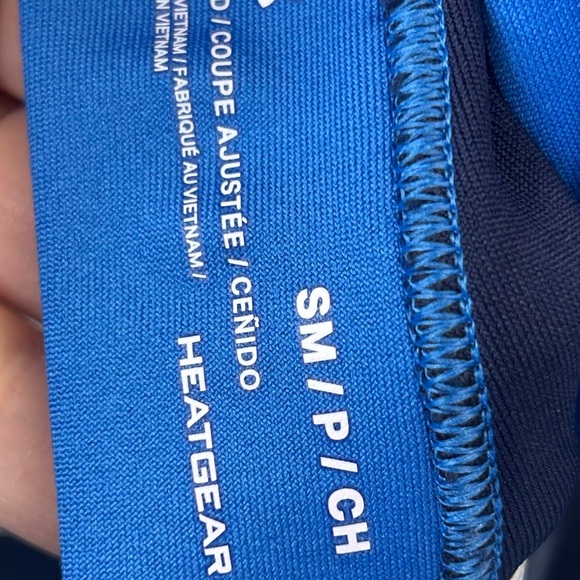 SM / P / CH
D / COUPE AJUSTÉE / CEÑIDO
VIETNAM / FABRIQUÉ AU VIETNAM /
N VIETNAM
HEATGEAR